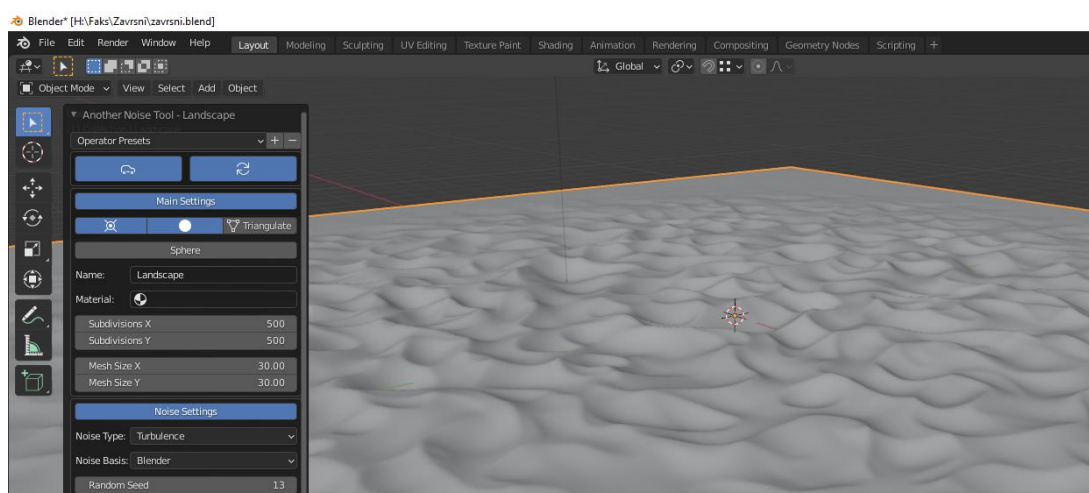 Blender* [H:\Faks\Zavrsni\zavrsni.blend]
File Edit Render Window Help Layout Modeling Sculpting UV Editing Texture Paint Shading Animation Rendering Compositing Geometry Nodes Scripting +
Global
Object Mode View Select Add Object
Another Noise Tool - Landscape
Operator Presets
Main Settings
Triangulate
Sphere
Name: Landscape
Material:
Subdivisions X 500
Subdivisions Y 500
Mesh Size X 30.00
Mesh Size Y 30.00
Noise Settings
Noise Type: Turbulence
Noise Basis: Blender
Random Seed 13